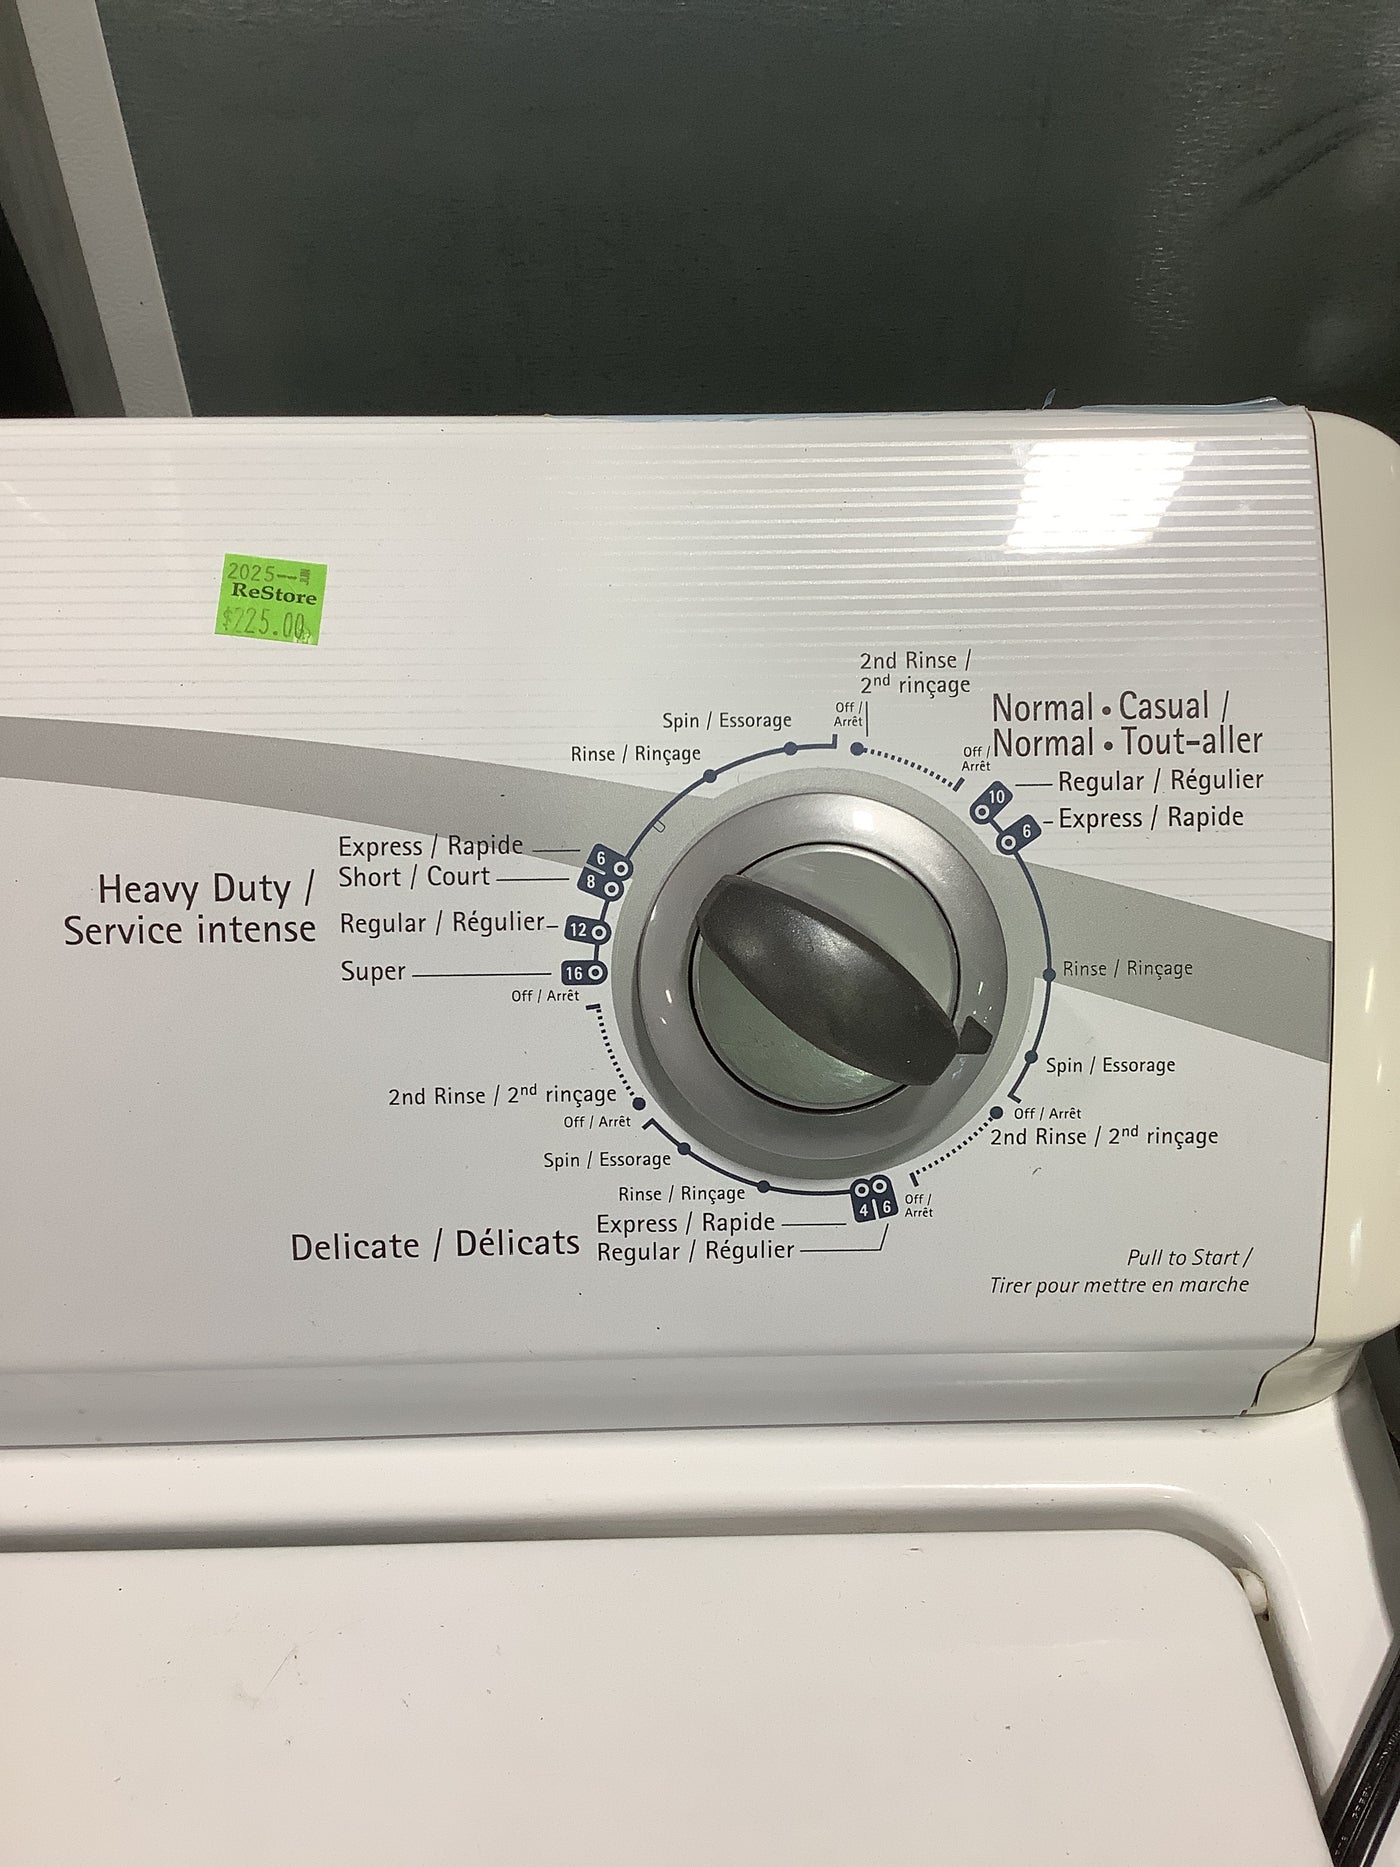 2025--
ReStore
$225.00
2nd Rinse /
2nd rinçage
Off /
Arrêt
Spin / Essorage
Rinse / Rinçage
Normal • Casual /
Normal • Tout-aller
Off /
Arrêt
10
Regular / Régulier
6
Express / Rapide
Rinse / Rinçage
Spin / Essorage
Off / Arrêt
2nd Rinse / 2nd rinçage
Heavy Duty /
Service intense
Express / Rapide 6
Short / Court 8
Regular / Régulier 12
Super 16
Off / Arrêt
2nd Rinse / 2nd rinçage
Off / Arrêt
Spin / Essorage
Rinse / Rinçage
Delicate / Délicats
Express / Rapide
Regular / Régulier
4 6
Off /
Arrêt
Pull to Start /
Tirer pour mettre en marche